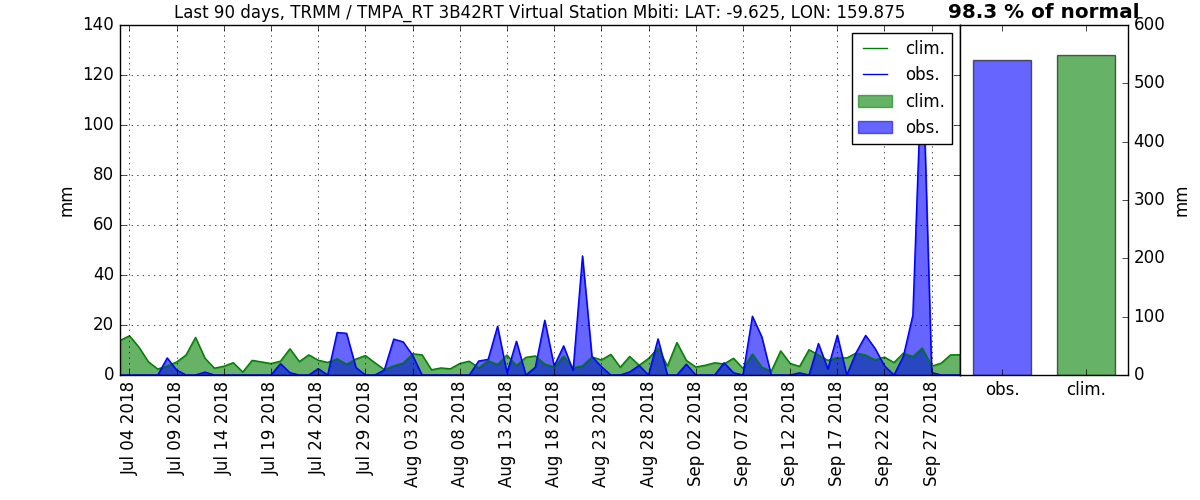 Last 90 days, TRMM / TMPA_RT 3B42RT Virtual Station Mbiti: LAT: -9.625, LON: 159.875
98.3 % of normal
140
120
100
80
60
40
20
0
mm
clim.
obs.
clim.
obs.
600
500
400
300
200
100
0
mm
Jul 04 2018
Jul 09 2018
Jul 14 2018
Jul 19 2018
Jul 24 2018
Jul 29 2018
Aug 03 2018
Aug 08 2018
Aug 13 2018
Aug 18 2018
Aug 23 2018
Aug 28 2018
Sep 02 2018
Sep 07 2018
Sep 12 2018
Sep 17 2018
Sep 22 2018
Sep 27 2018
obs.
clim.